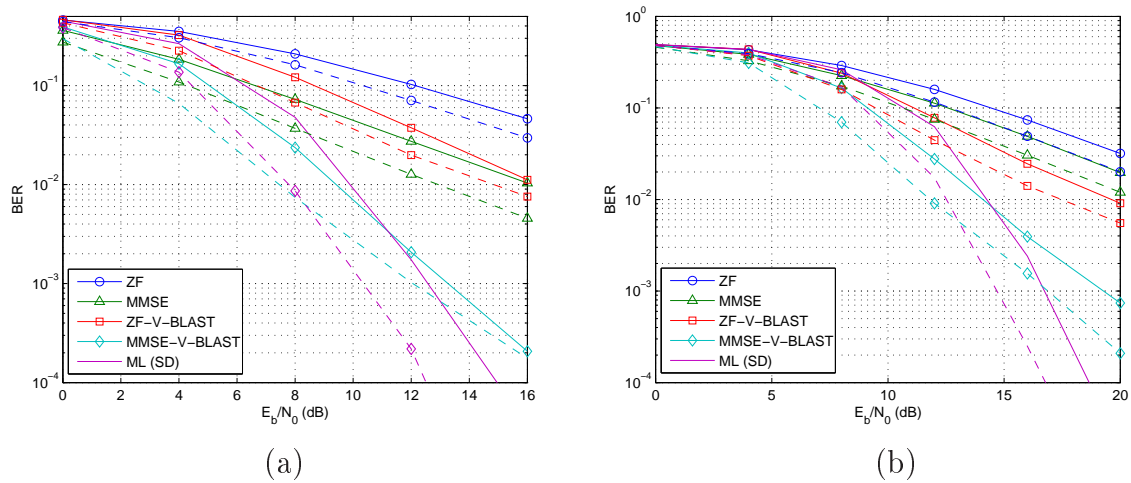 10^-1
10^-2
10^-3
10^-4
BER
0 2 4 6 8 10 12 14 16
E_b/N_0 (dB)
ZF
MMSE
ZF-V-BLAST
MMSE-V-BLAST
ML (SD)
(a)
10^0
10^-1
10^-2
10^-3
10^-4
BER
0 5 10 15 20
E_b/N_0 (dB)
ZF
MMSE
ZF-V-BLAST
MMSE-V-BLAST
ML (SD)
(b)